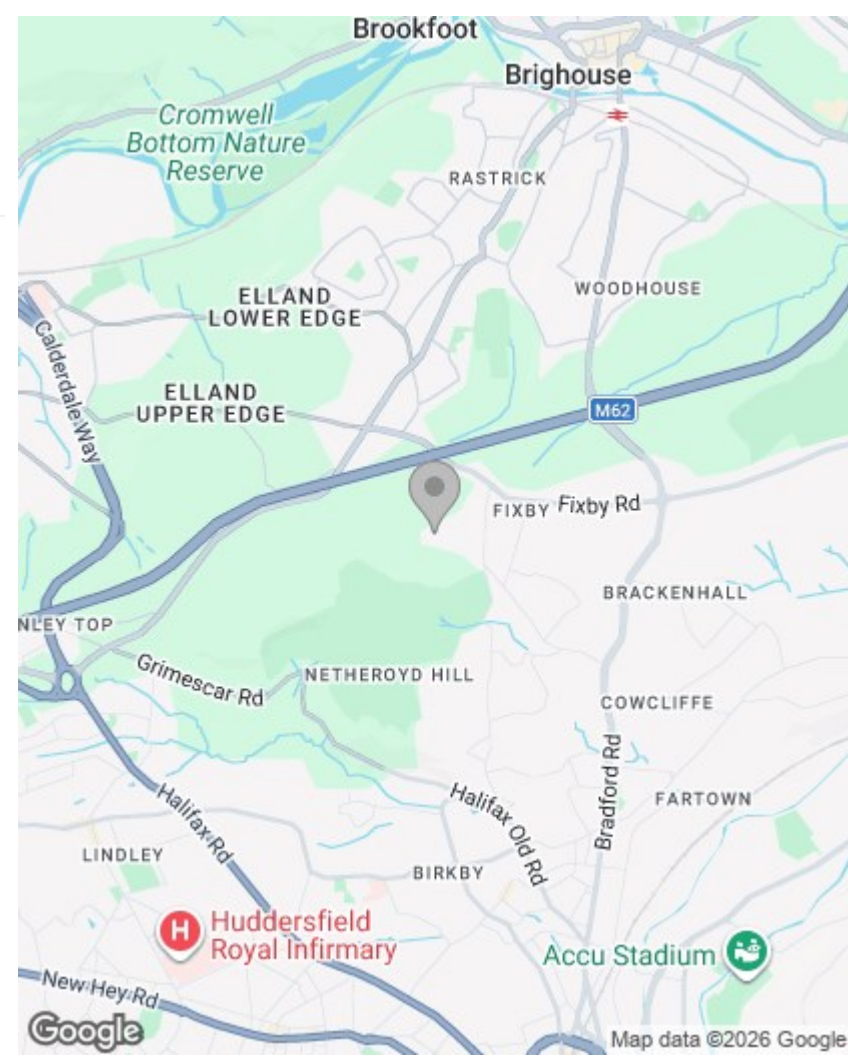 Brookfoot
Brighouse
Cromwell
Bottom Nature
Reserve
RASTRICK
WOODHOUSE
ELLAND
LOWER EDGE
Calderdale Way
ELLAND
UPPER EDGE
M62
FIXBY
Fixby Rd
BRACKENHALL
NLEY TOP
Grimescar Rd
NETHEROYD HILL
COWCLIFFE
Bradford Rd
Halifax Rd
Halifax Old Rd
FARTOWN
LINDLEY
BIRKBY
H
Huddersfield
Royal Infirmary
Accu Stadium
New Hey Rd
Google
Map data ©2026 Google